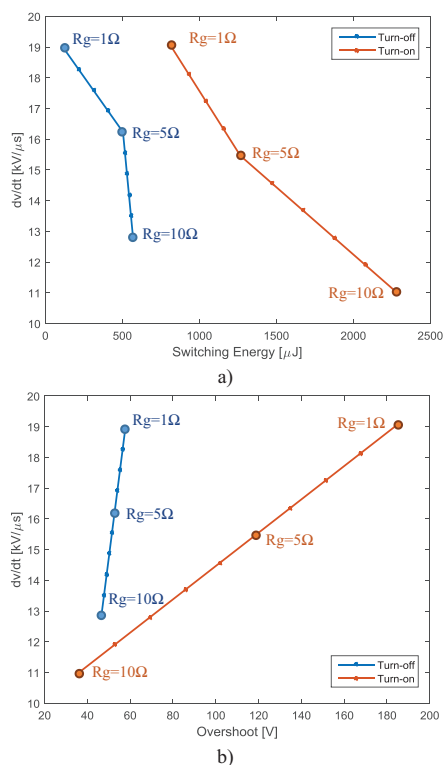 20
19
18
17
16
15
14
13
12
11
10
dv/dt [kV/μs]
Rg=1Ω
Rg=5Ω
Rg=10Ω
Rg=1Ω
Rg=5Ω
Rg=10Ω
Turn-off
Turn-on
0 500 1000 1500 2000 2500
Switching Energy [μJ]
a)
20
19
18
17
16
15
14
13
12
11
10
dv/dt [kV/μs]
Rg=1Ω
Rg=5Ω
Rg=10Ω
Rg=1Ω
Rg=5Ω
Rg=10Ω
Turn-off
Turn-on
20 40 60 80 100 120 140 160 180 200
Overshoot [V]
b)